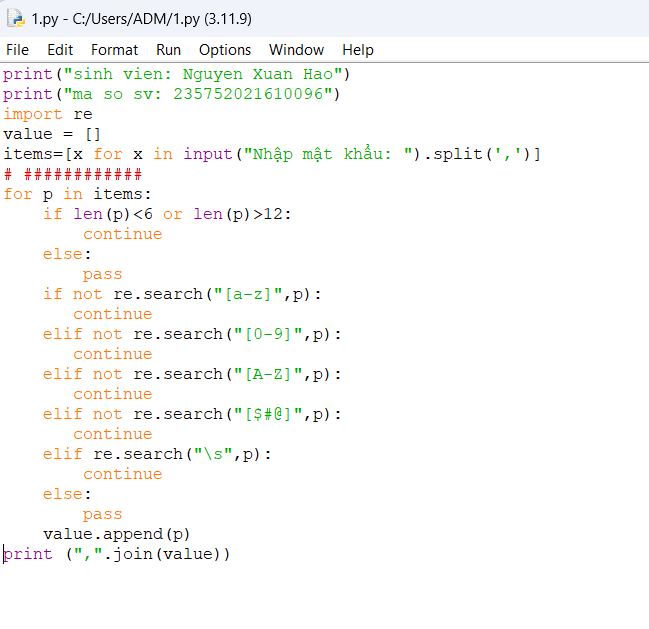 1.py - C:/Users/ADM/1.py (3.11.9)
File Edit Format Run Options Window Help
print("sinh vien: Nguyen Xuan Hao")
print("ma so sv: 235752021610096")
import re
value = []
items=[x for x in input("Nhập mật khẩu: ").split(',')]
# ############
for p in items:
    if len(p)<6 or len(p)>12:
        continue
    else:
        pass
    if not re.search("[a-z]",p):
       continue
    elif not re.search("[0-9]",p):
       continue
    elif not re.search("[A-Z]",p):
       continue
    elif not re.search("[$#@]",p):
       continue
    elif re.search("\s",p):
        continue
    else:
        pass
    value.append(p)
print (",".join(value))